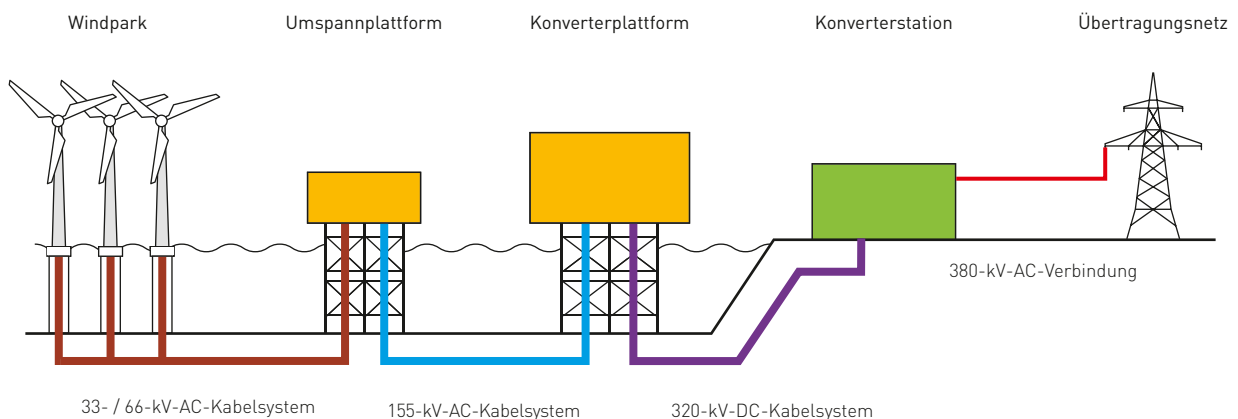 Windpark
Umspannplattform
Konverterplattform
Konverterstation
Übertragungsnetz
380-kV-AC-Verbindung
33- / 66-kV-AC-Kabelsystem
155-kV-AC-Kabelsystem
320-kV-DC-Kabelsystem